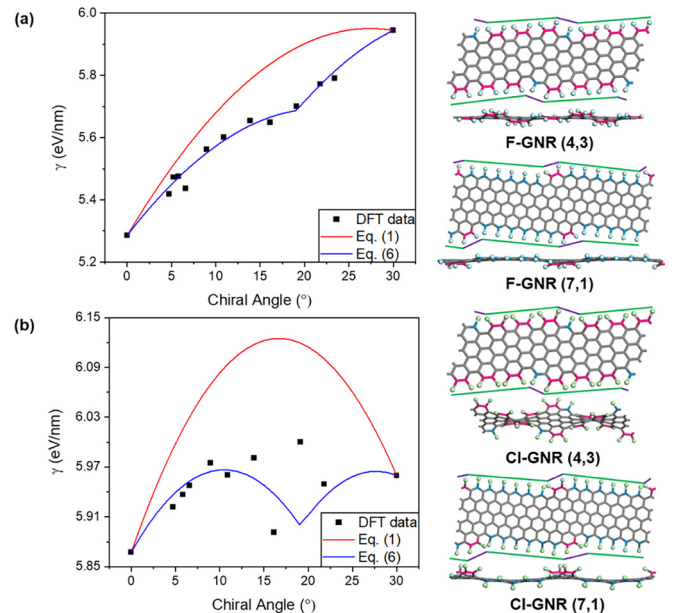 (a)
6.0
5.8
5.6
5.4
5.2
γ (eV/nm)
0 5 10 15 20 25 30
Chiral Angle (°)
DFT data
Eq. (1)
Eq. (6)
F-GNR (4,3)
F-GNR (7,1)
(b)
6.15
6.09
6.03
5.97
5.91
5.85
γ (eV/nm)
0 5 10 15 20 25 30
Chiral Angle (°)
DFT data
Eq. (1)
Eq. (6)
Cl-GNR (4,3)
Cl-GNR (7,1)